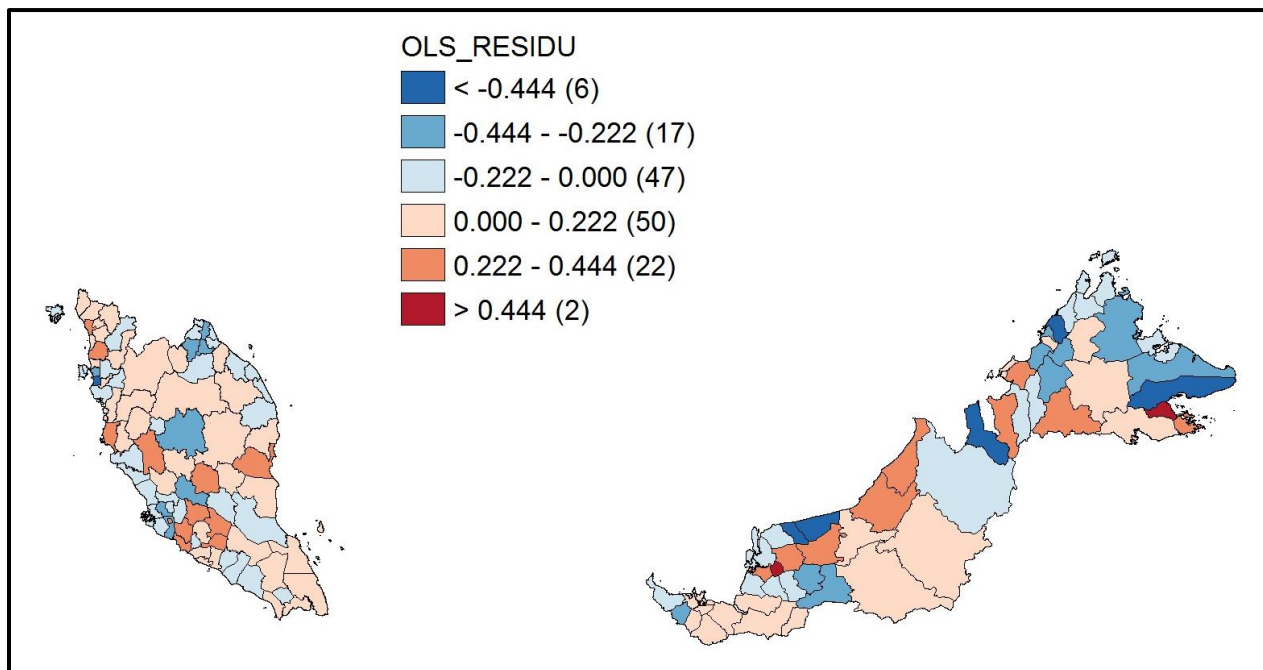 OLS_RESIDU
< -0.444 (6)
-0.444 - -0.222 (17)
-0.222 - 0.000 (47)
0.000 - 0.222 (50)
0.222 - 0.444 (22)
> 0.444 (2)